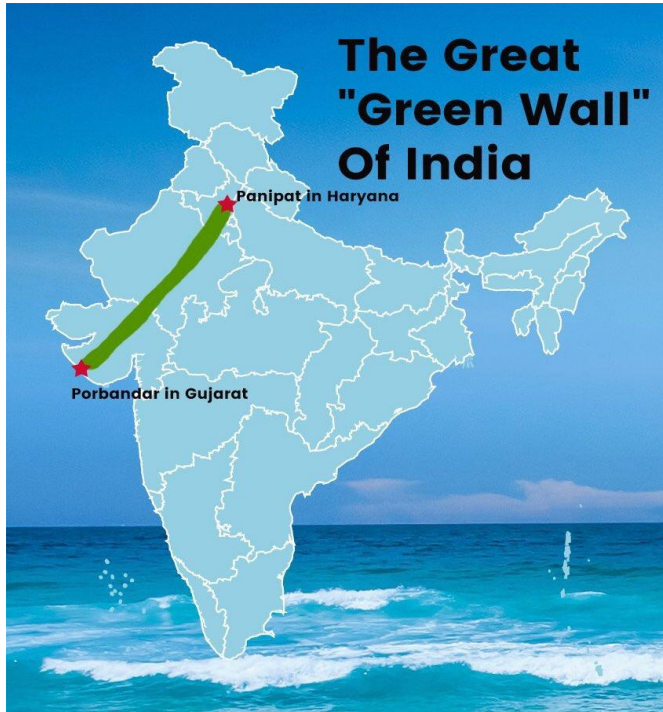 The Great
"Green Wall"
Of India
Panipat in Haryana
Porbandar in Gujarat